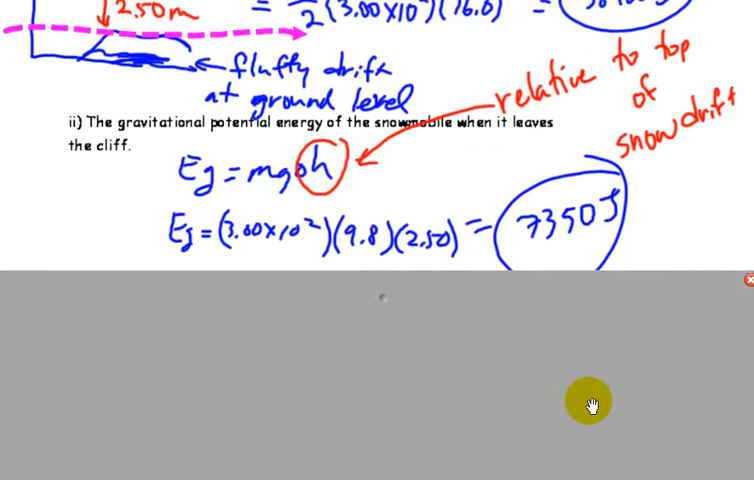 2.50m
= 1/2 (3.00x10²)(16.0) =
fluffy drift
at ground level
relative to top
of
snowdrift
ii) The gravitational potential energy of the snowmobile when it leaves
the cliff.
Eg = mgΔh
Eg = (3.00x10²)(9.8)(2.50) = 7350J